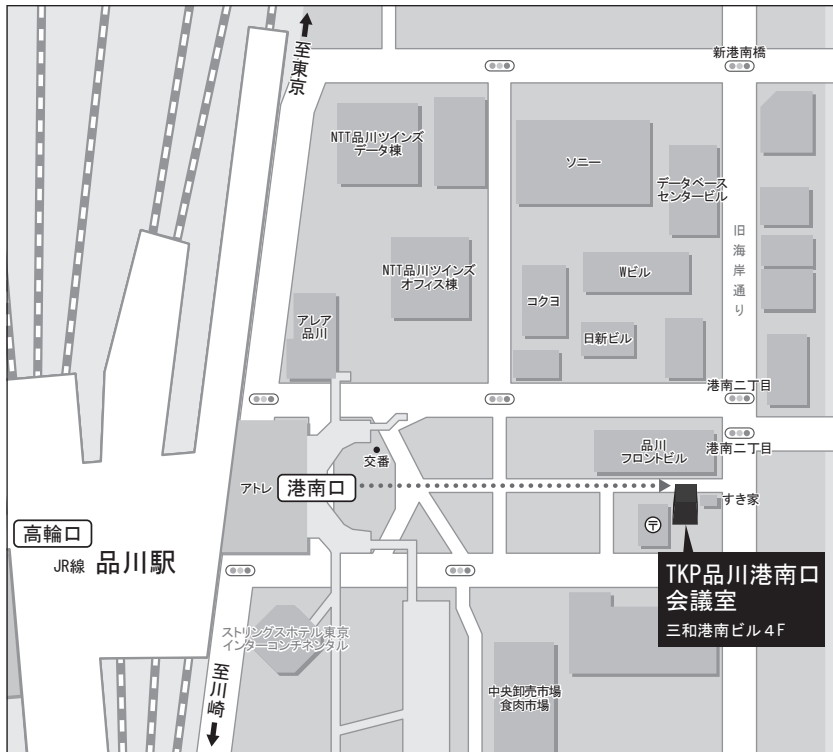 至東京
新港南橋
NTT品川ツインズ
データ棟
ソニー
データベース
センタービル
旧海岸通り
NTT品川ツインズ
オフィス棟
Wビル
コクヨ
アレア
品川
日新ビル
港南二丁目
港南二丁目
品川
フロントビル
交番
アトレ
港南口
すき家
〒
高輪口
JR線 品川駅
TKP品川港南口
会議室
三和港南ビル4F
ストリングスホテル東京
インターコンチネンタル
至川崎
中央卸売市場
食肉市場